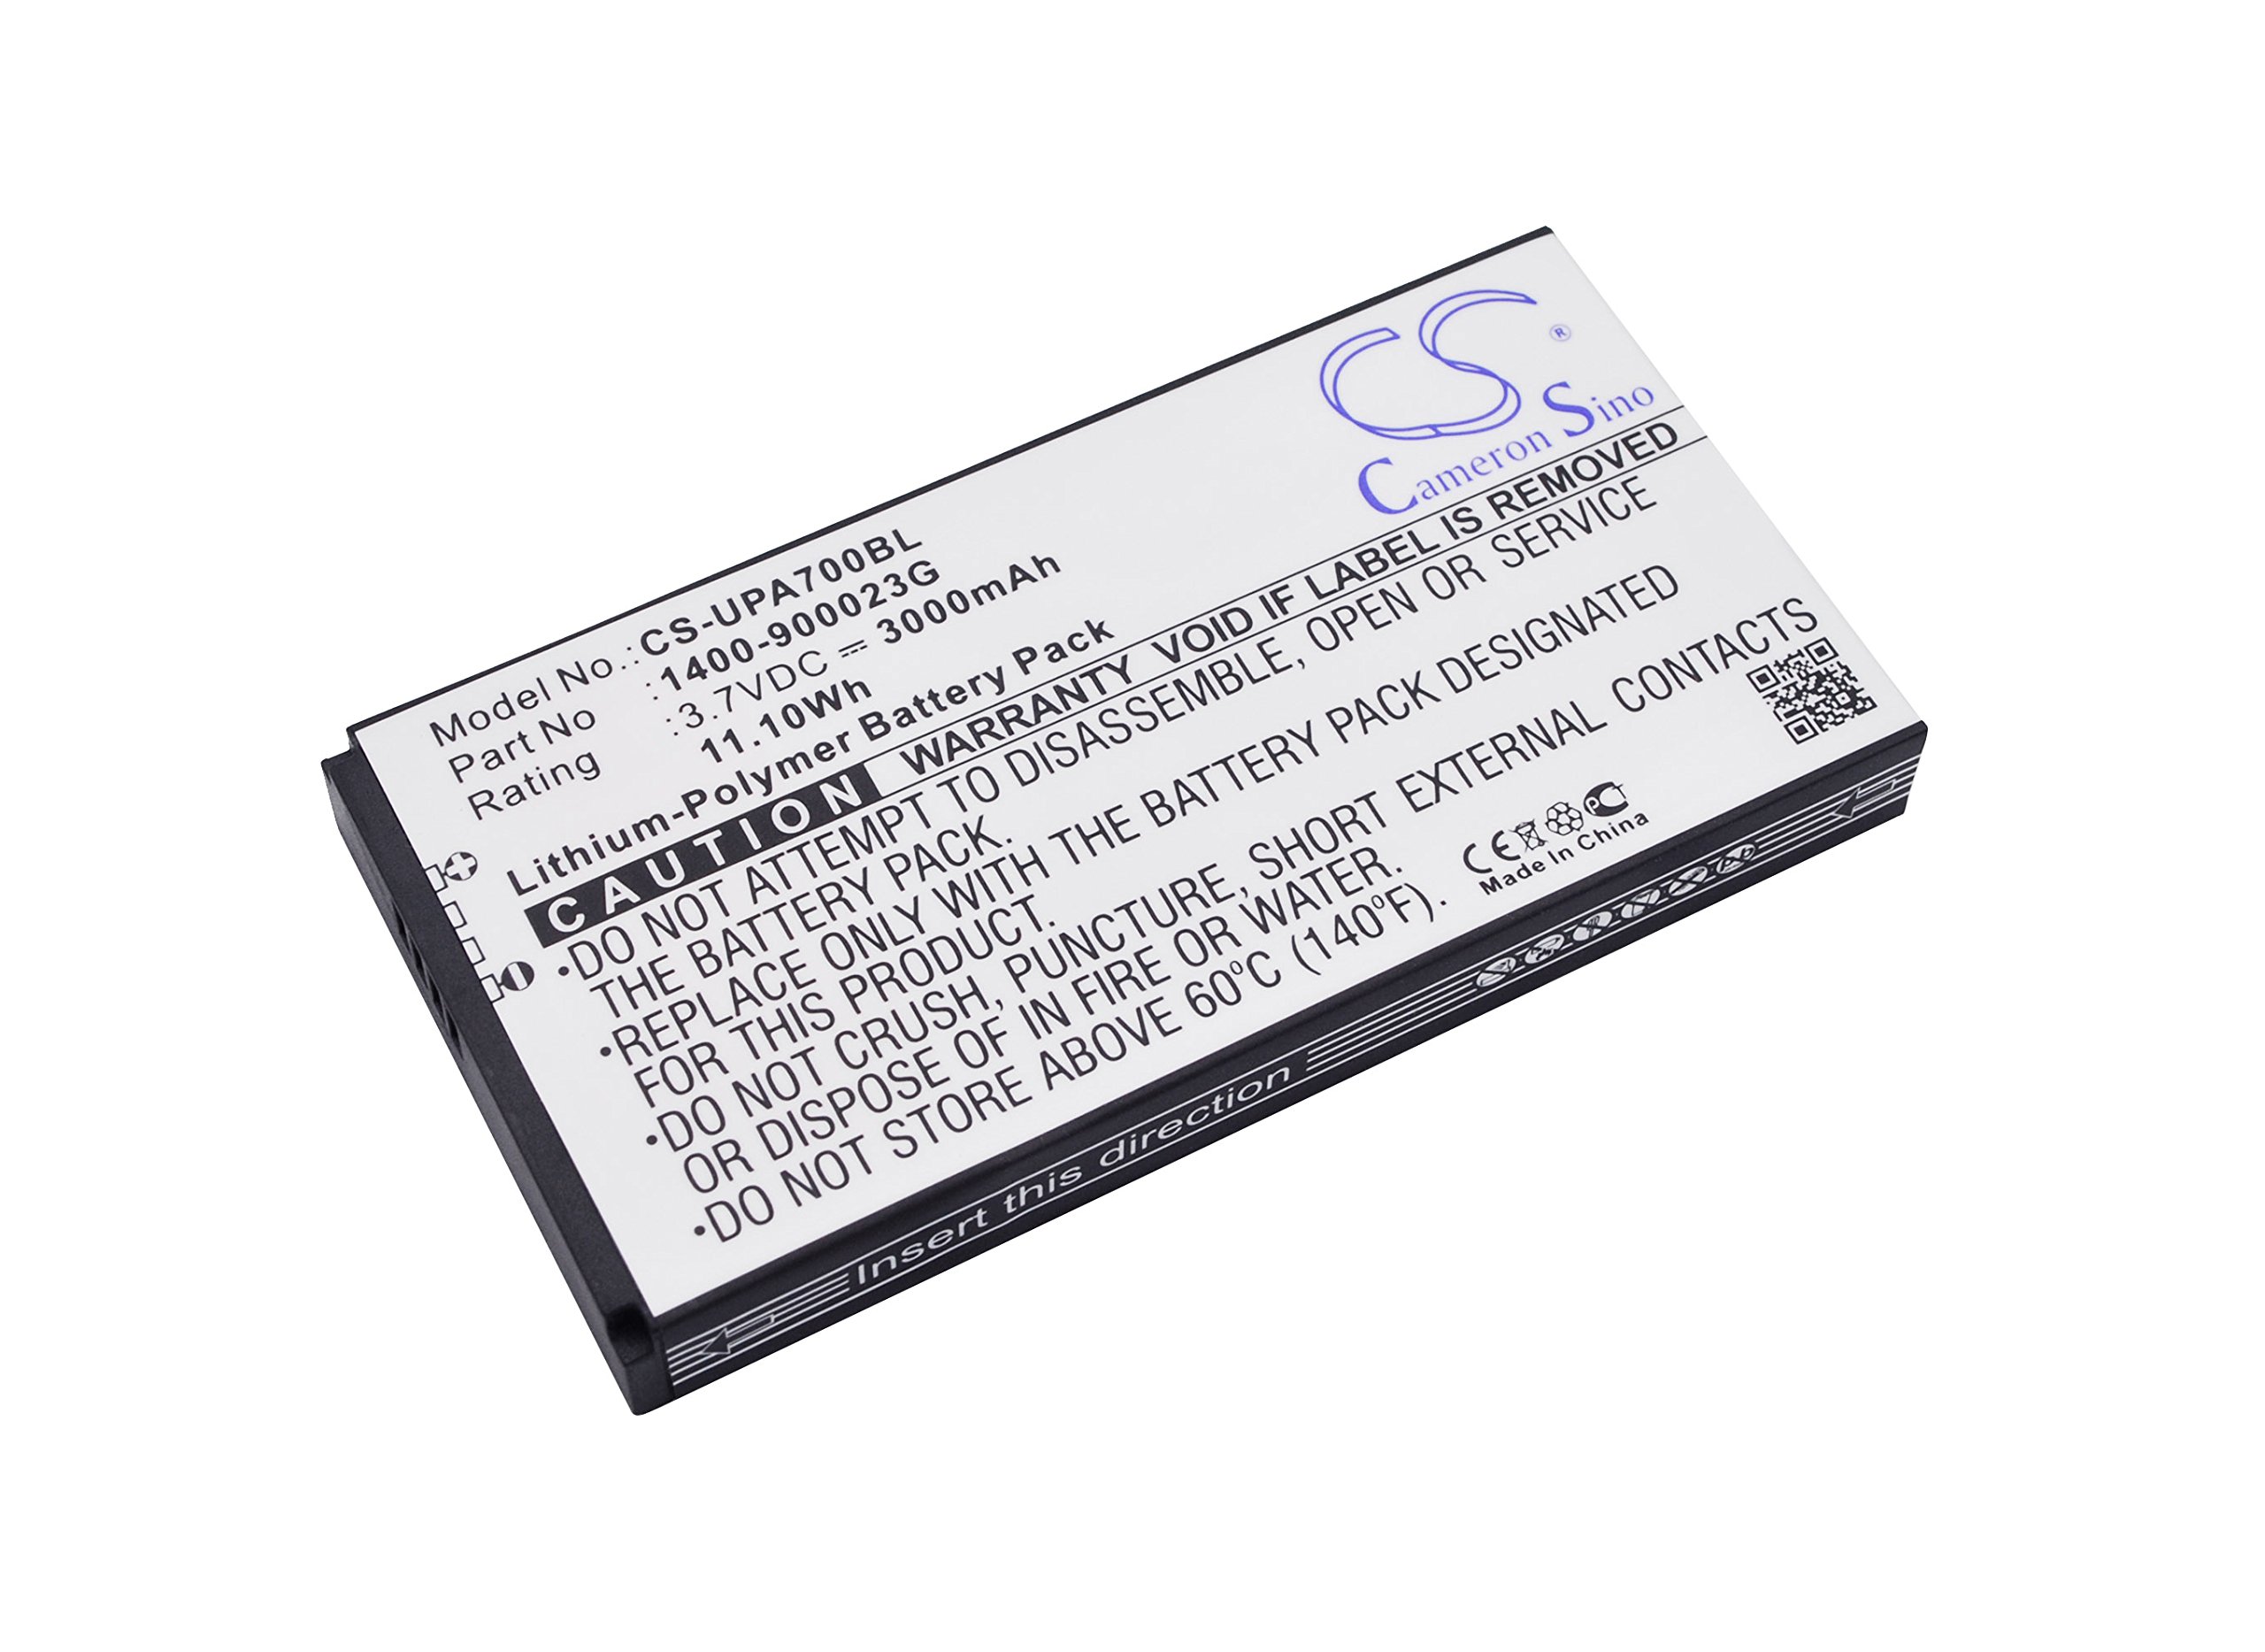 CS ®
Cameron Sino
Model No.:CS-UPA700BL
Part No :1400-900023G
Rating :3.7VDC ⎓ 3000mAh
11.10Wh
Lithium-Polymer Battery Pack
CAUTION WARRANTY VOID IF LABEL IS REMOVED
•DO NOT ATTEMPT TO DISASSEMBLE, OPEN OR SERVICE
THE BATTERY PACK.
•REPLACE ONLY WITH THE BATTERY PACK DESIGNATED
FOR THIS PRODUCT.
•DO NOT CRUSH, PUNCTURE, SHORT EXTERNAL CONTACTS
OR DISPOSE OF IN FIRE OR WATER.
•DO NOT STORE ABOVE 60°C (140°F).
CE PCT
Made In China
Insert this direction